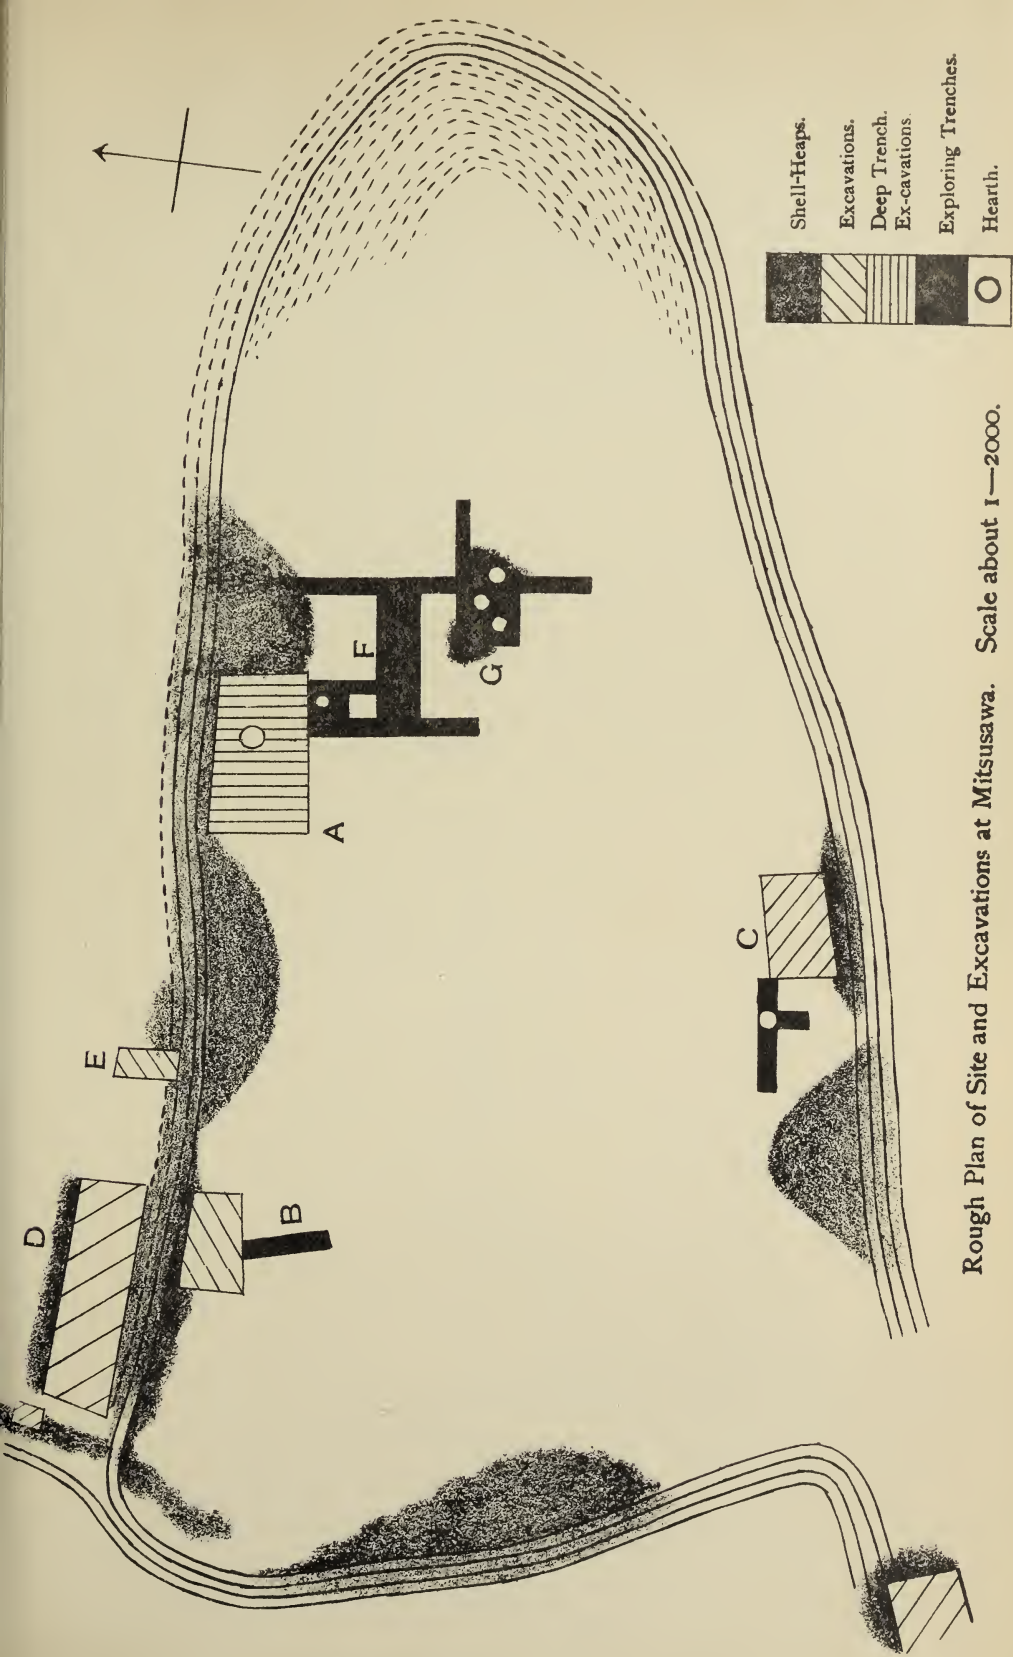 D
E
B
A
F
G
C
Shell-Heaps.
Excavations.
Deep Trench.
Ex-cavations.
Exploring Trenches.
Hearth.
Rough Plan of Site and Excavations at Mitsusawa. Scale about 1—2000.